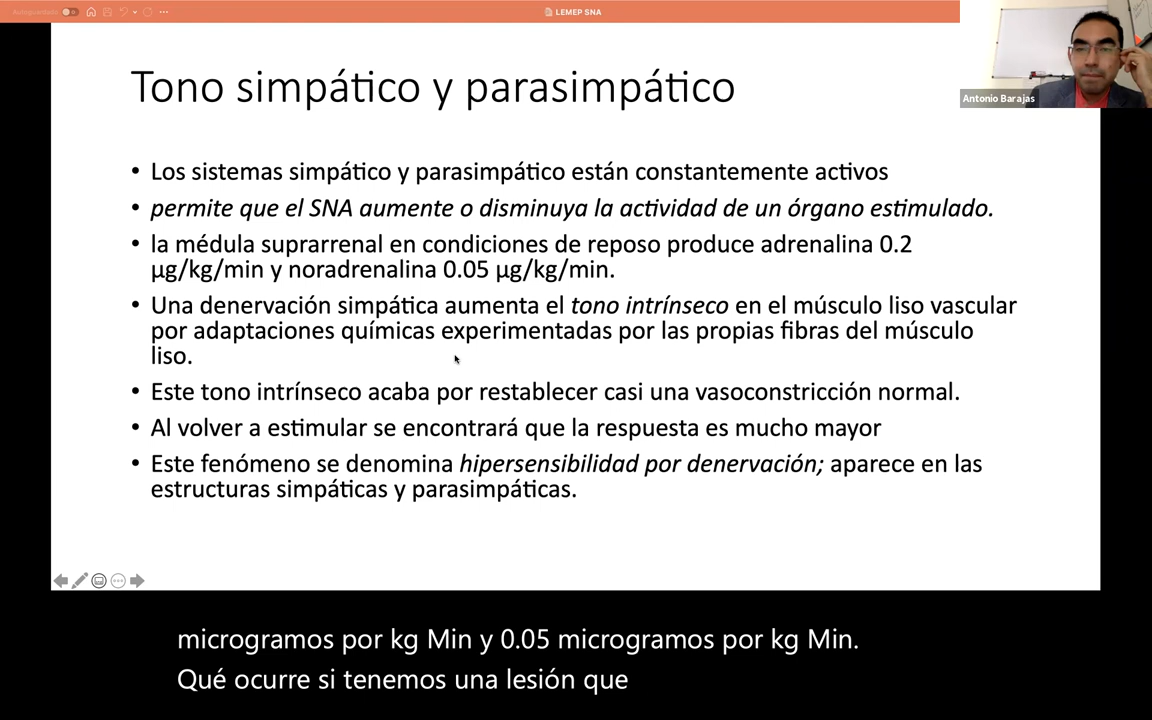 Autoguardado
LEMEP SNA
Antonio Barajas
Tono simpático y parasimpático
• Los sistemas simpático y parasimpático están constantemente activos
• permite que el SNA aumente o disminuya la actividad de un órgano estimulado.
• la médula suprarrenal en condiciones de reposo produce adrenalina 0.2
µg/kg/min y noradrenalina 0.05 µg/kg/min.
• Una denervación simpática aumenta el tono intrínseco en el músculo liso vascular
por adaptaciones químicas experimentadas por las propias fibras del músculo
liso.
• Este tono intrínseco acaba por restablecer casi una vasoconstricción normal.
• Al volver a estimular se encontrará que la respuesta es mucho mayor
• Este fenómeno se denomina hipersensibilidad por denervación; aparece en las
estructuras simpáticas y parasimpáticas.
microgramos por kg Min y 0.05 microgramos por kg Min.
Qué ocurre si tenemos una lesión que